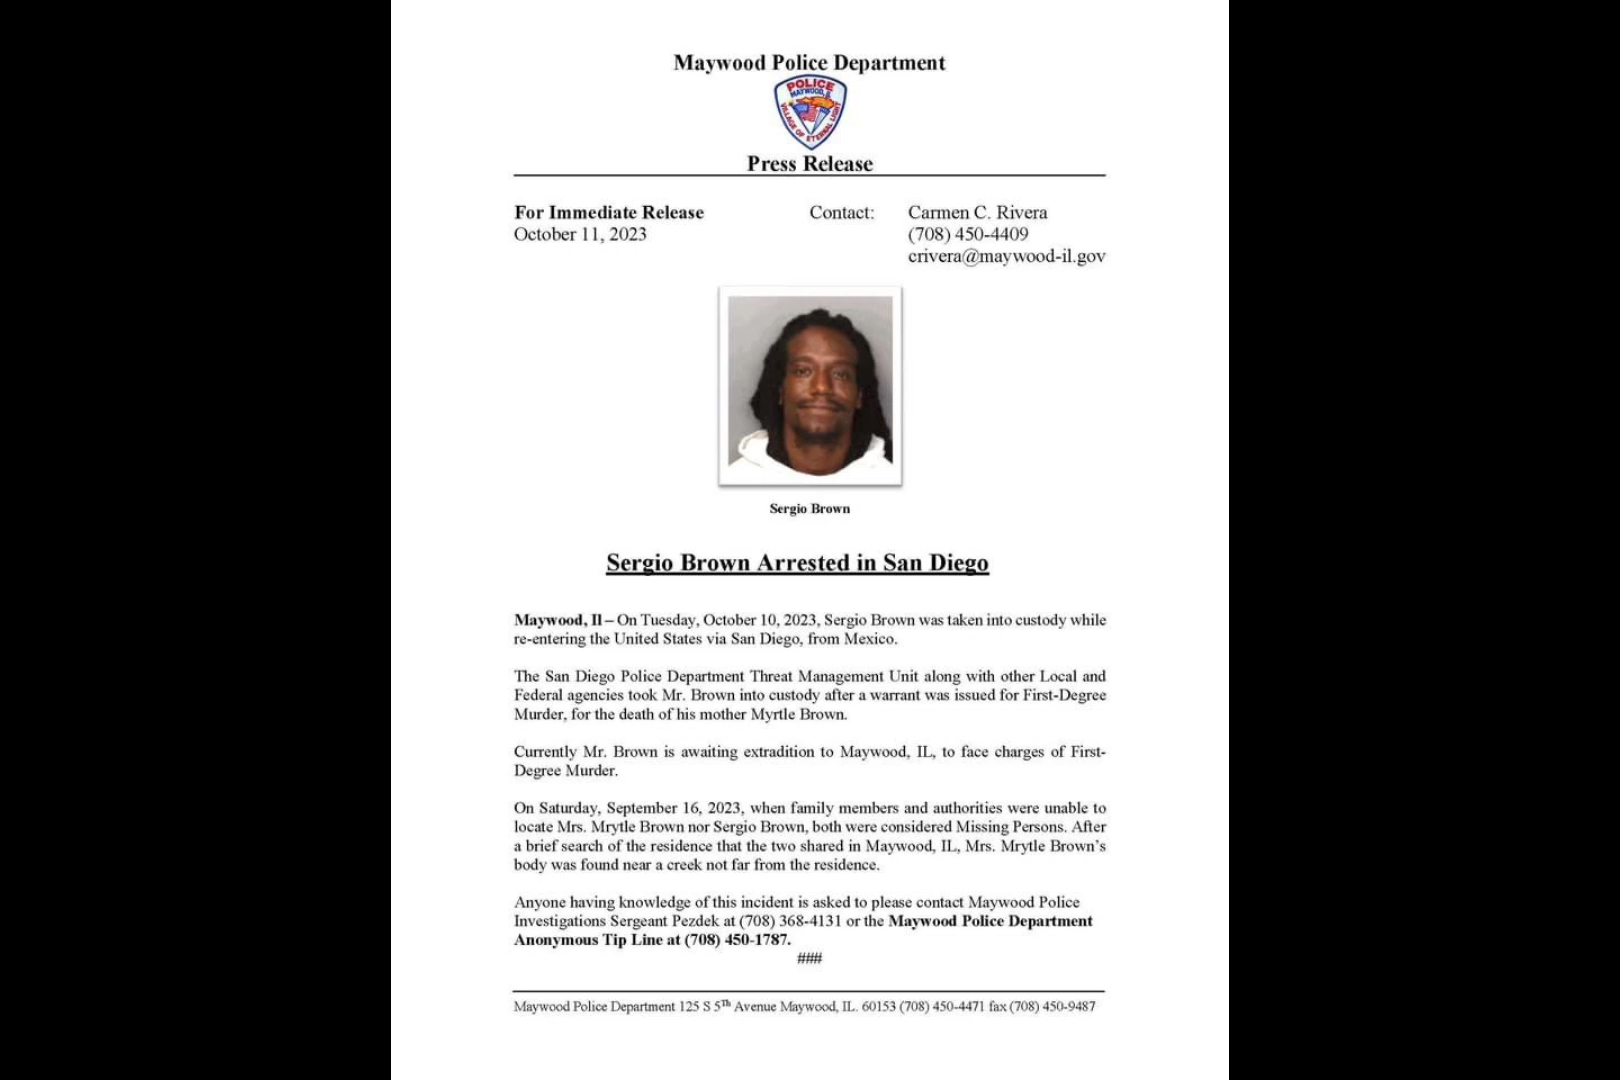 Maywood Police Department
POLICE
MAYWOOD, IL
VILLAGE OF ETERNAL LIGHT
Press Release
For Immediate Release
October 11, 2023
Contact:
Carmen C. Rivera
(708) 450-4409
crivera@maywood-il.gov
Sergio Brown
Sergio Brown Arrested in San Diego
Maywood, Il – On Tuesday, October 10, 2023, Sergio Brown was taken into custody while
re-entering the United States via San Diego, from Mexico.
The San Diego Police Department Threat Management Unit along with other Local and
Federal agencies took Mr. Brown into custody after a warrant was issued for First-Degree
Murder, for the death of his mother Myrtle Brown.
Currently Mr. Brown is awaiting extradition to Maywood, IL, to face charges of First-
Degree Murder.
On Saturday, September 16, 2023, when family members and authorities were unable to
locate Mrs. Mrytle Brown nor Sergio Brown, both were considered Missing Persons. After
a brief search of the residence that the two shared in Maywood, IL, Mrs. Mrytle Brown's
body was found near a creek not far from the residence.
Anyone having knowledge of this incident is asked to please contact Maywood Police
Investigations Sergeant Pezdek at (708) 368-4131 or the Maywood Police Department
Anonymous Tip Line at (708) 450-1787.
###
Maywood Police Department 125 S 5Th Avenue Maywood, IL. 60153 (708) 450-4471 fax (708) 450-9487